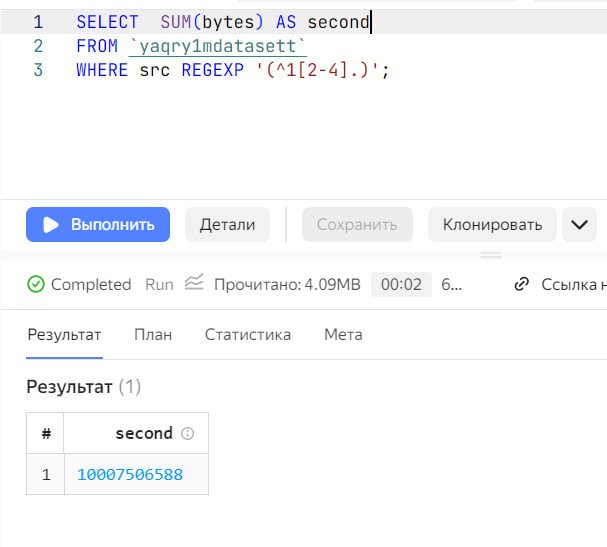 1 SELECT  SUM(bytes) AS second
2 FROM `yaqry1mdatasett`
3 WHERE src REGEXP '(^1[2-4].)';
Выполнить Детали Сохранить Клонировать
Completed Run Прочитано: 4.09MB 00:02 6... Ссылка н
Результат План Статистика Мета
Результат (1)
# second
1 10007506588